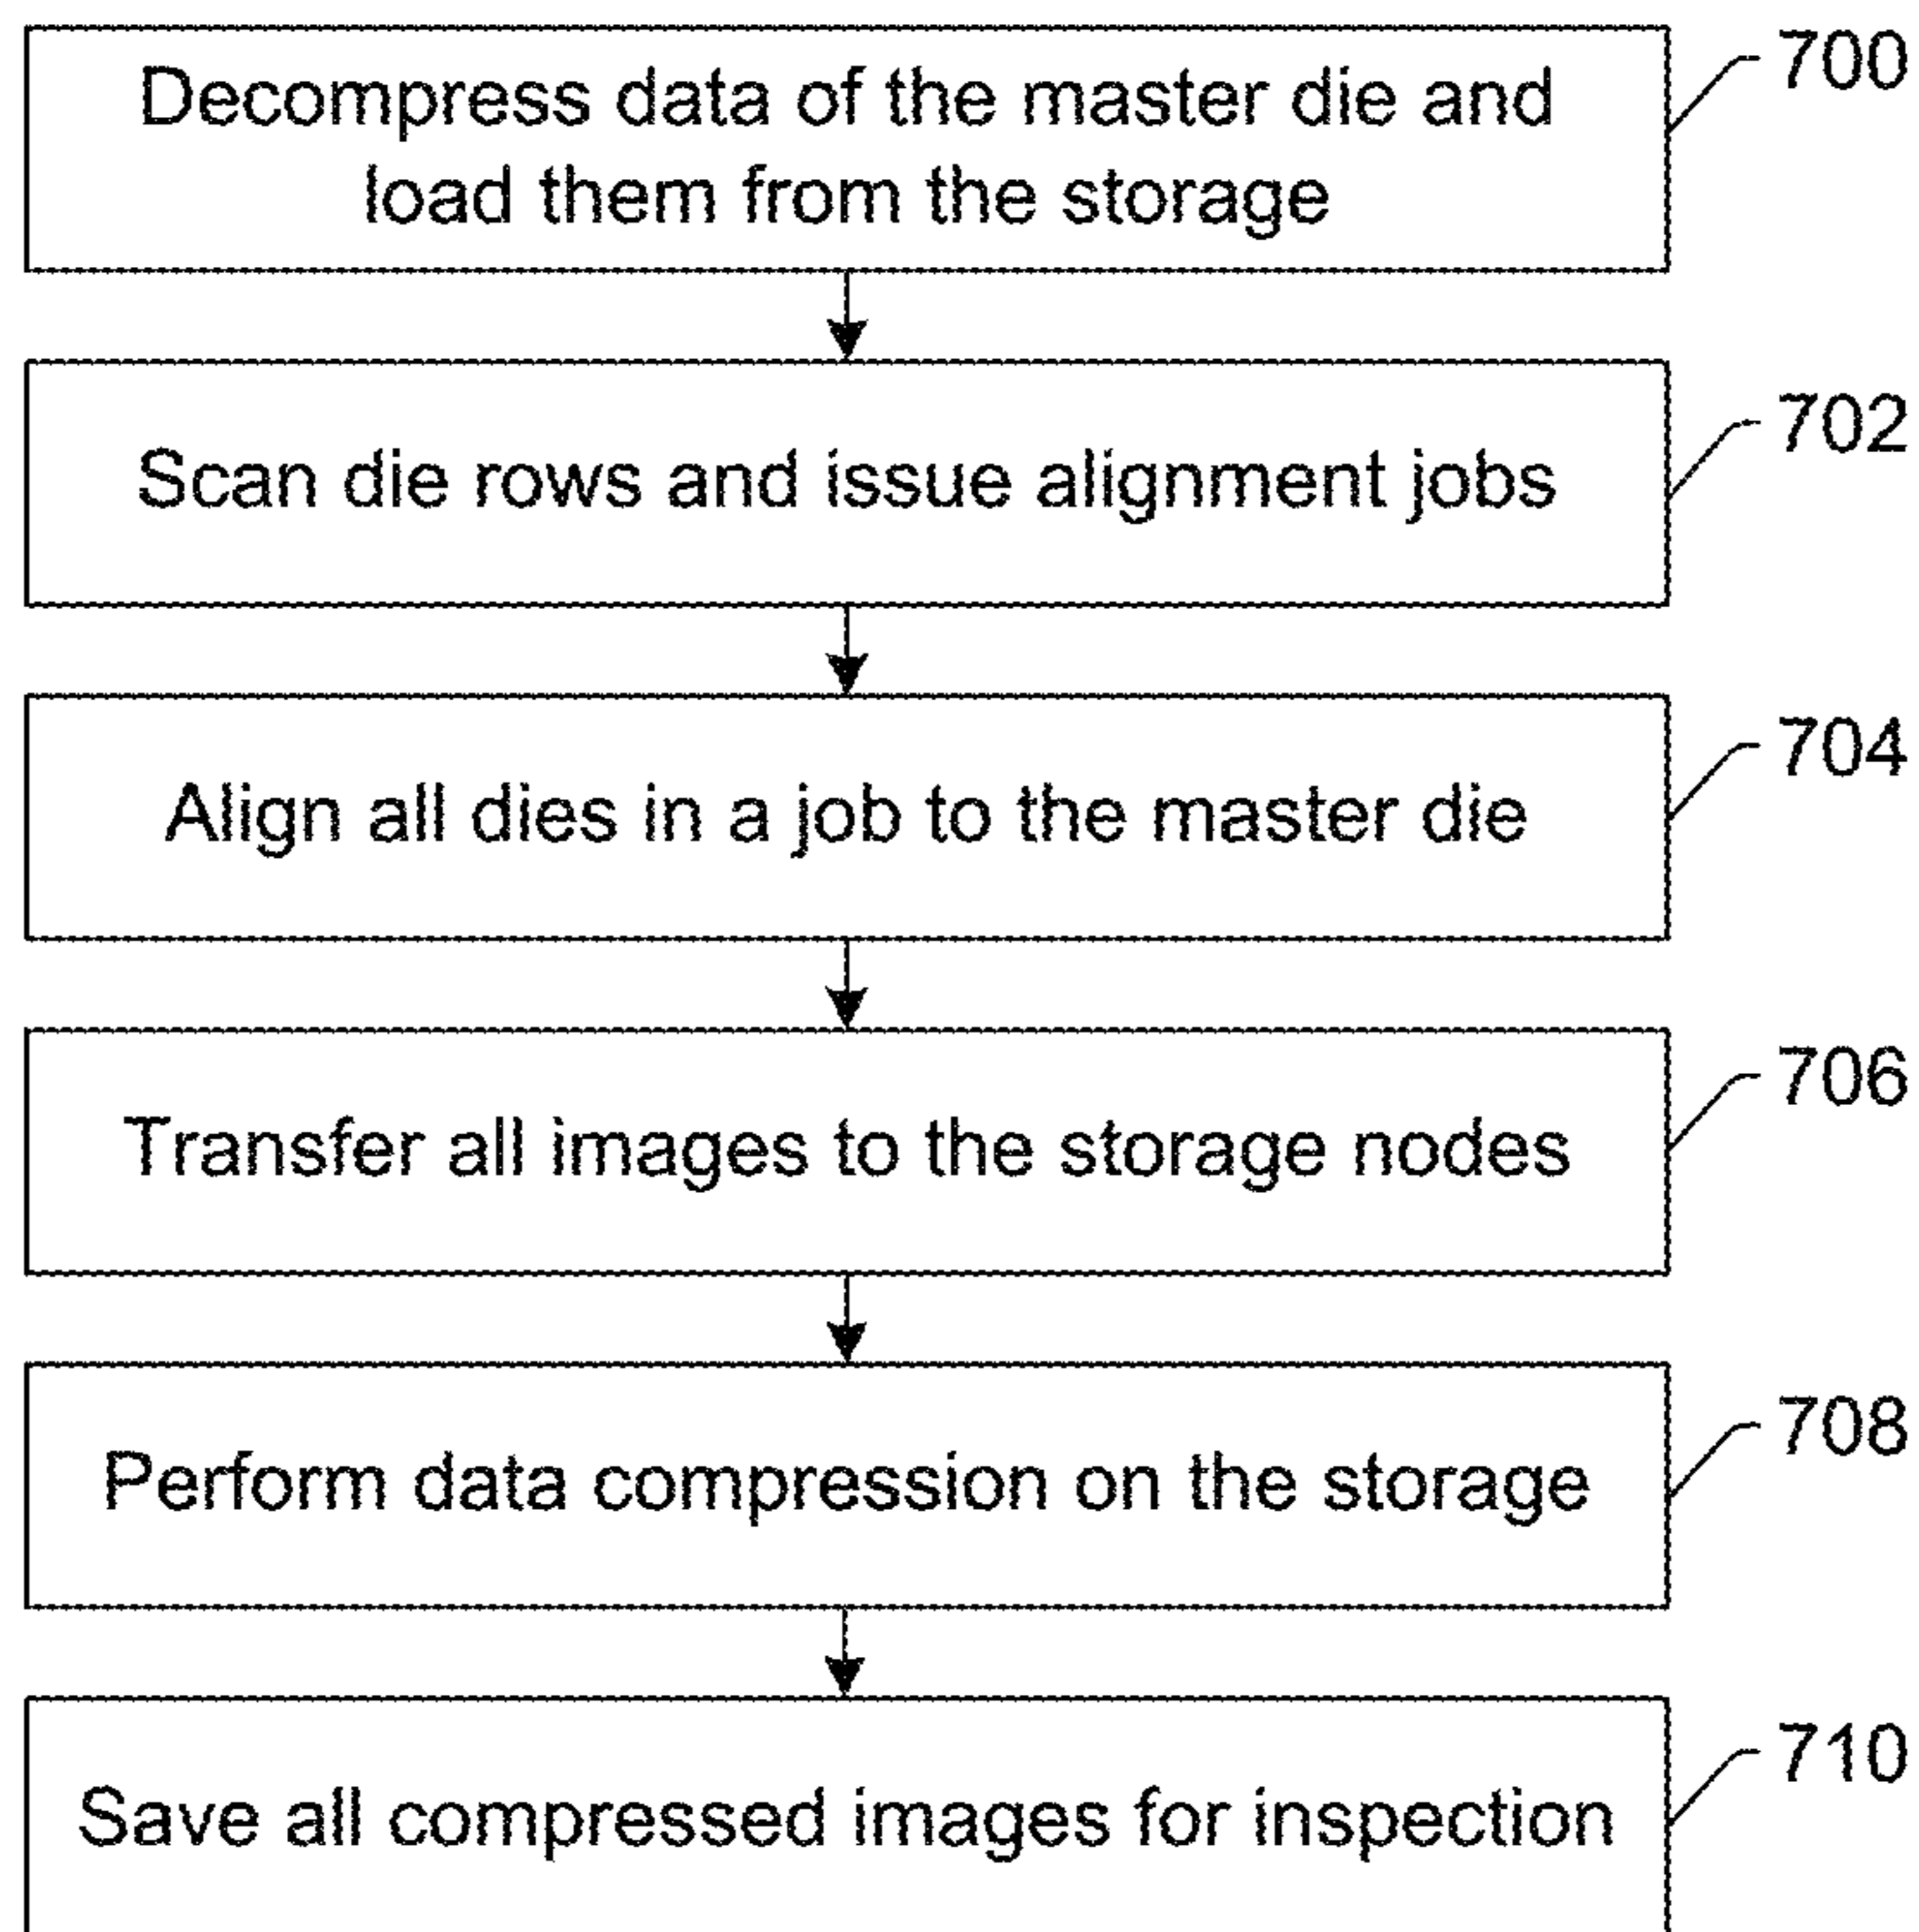 Decompress data of the master die and
load them from the storage
700
Scan die rows and issue alignment jobs
702
Align all dies in a job to the master die
704
Transfer all images to the storage nodes
706
Perform data compression on the storage
708
Save all compressed images for inspection
710